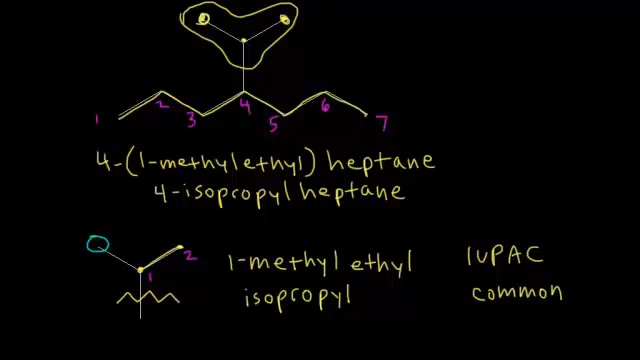 1 2 3 4 5 6 7
4-(1-methylethyl) heptane
4-isopropyl heptane
1 2
1-methyl ethyl IUPAC
isopropyl common